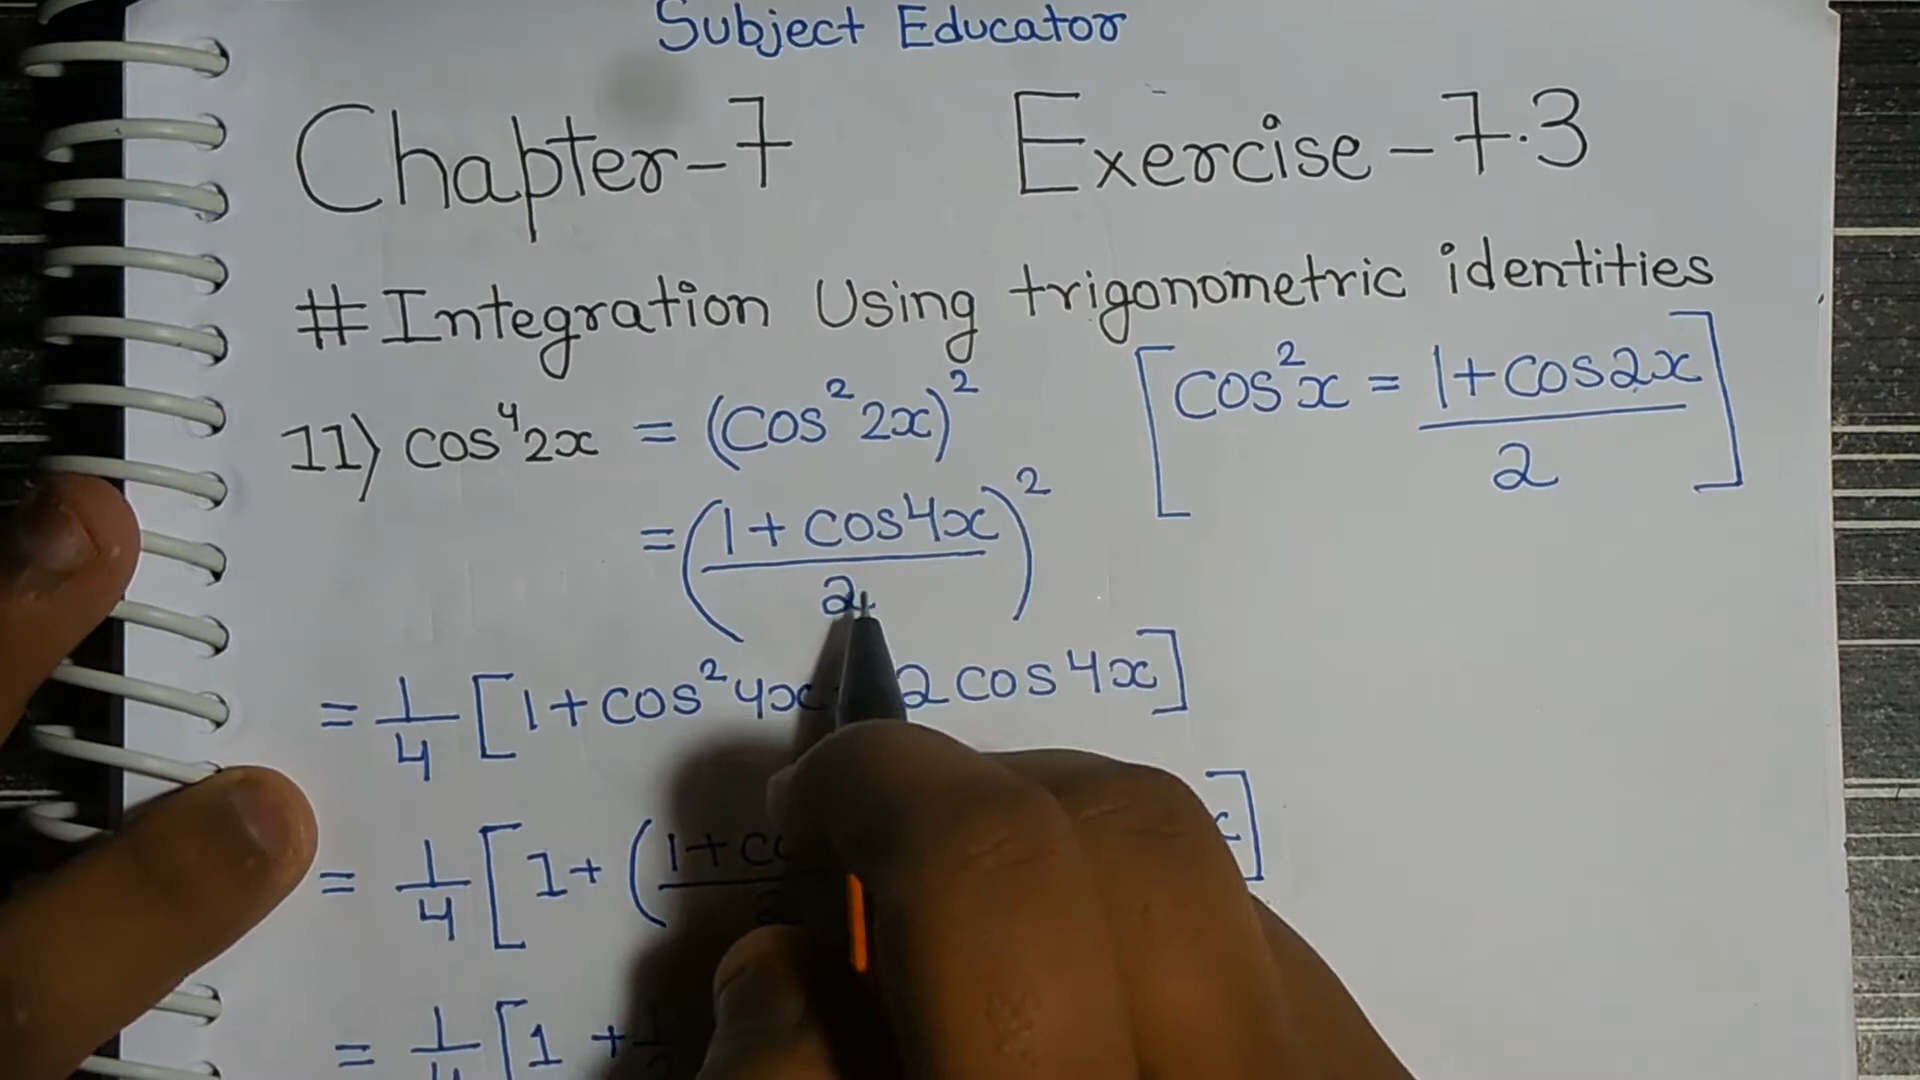 Subject Educator
Chapter-7 Exercise-7.3
#Integration Using trigonometric identities
11) cos⁴2x = (cos²2x)² [cos²x = (1+cos2x)/2]
= ((1+cos4x)/2)²
= 1/4 [1+cos²4x 2cos4x]
= 1/4 [1+(1+ /2 ]
= 1/4 [1 +